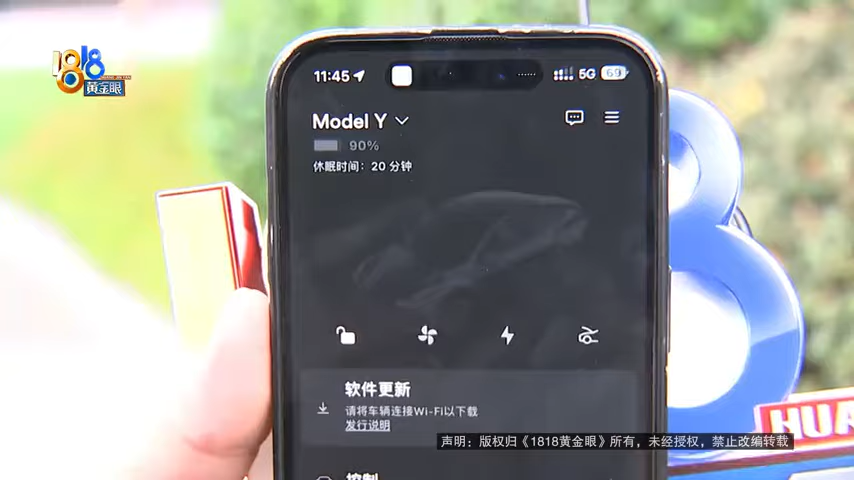 1818
黄金眼
11:45
5G
69
Model Y
90%
休眠时间：20 分钟
软件更新
请将车辆连接Wi-Fi以下载
发行说明
控制
声明：版权归《1818黄金眼》所有，未经授权，禁止改编转载
8
HUA